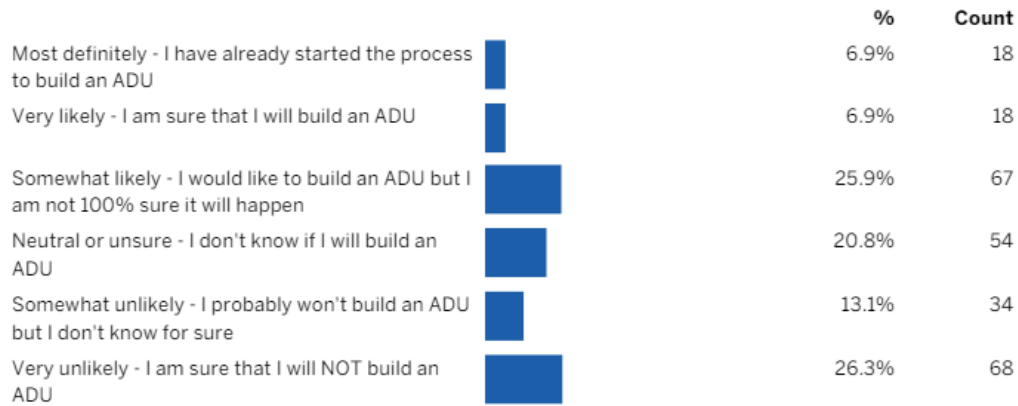 % Count
Most definitely - I have already started the process 6.9% 18
to build an ADU
Very likely - I am sure that I will build an ADU 6.9% 18
Somewhat likely - I would like to build an ADU but I 25.9% 67
am not 100% sure it will happen
Neutral or unsure - I don't know if I will build an 20.8% 54
ADU
Somewhat unlikely - I probably won't build an ADU 13.1% 34
but I don't know for sure
Very unlikely - I am sure that I will NOT build an 26.3% 68
ADU